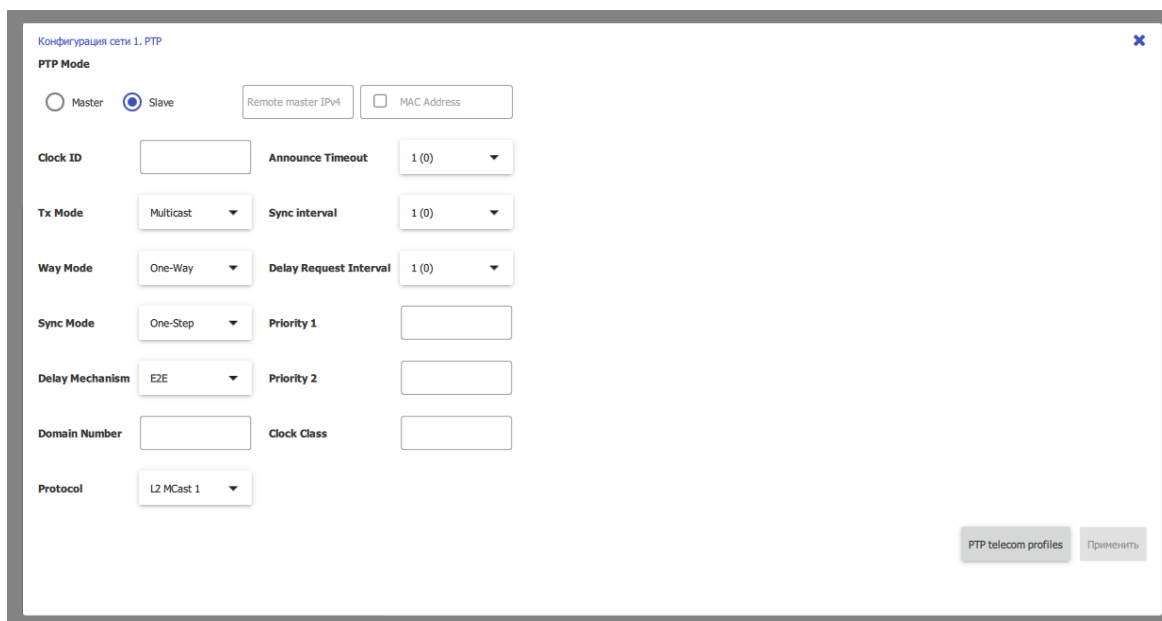 Конфигурация сети 1. PTP
PTP Mode
Master Slave Remote master IPv4 MAC Address
Clock ID Announce Timeout 1 (0)
Tx Mode Multicast Sync interval 1 (0)
Way Mode One-Way Delay Request Interval 1 (0)
Sync Mode One-Step Priority 1
Delay Mechanism E2E Priority 2
Domain Number Clock Class
Protocol L2 MCast 1
PTP telecom profiles Применить